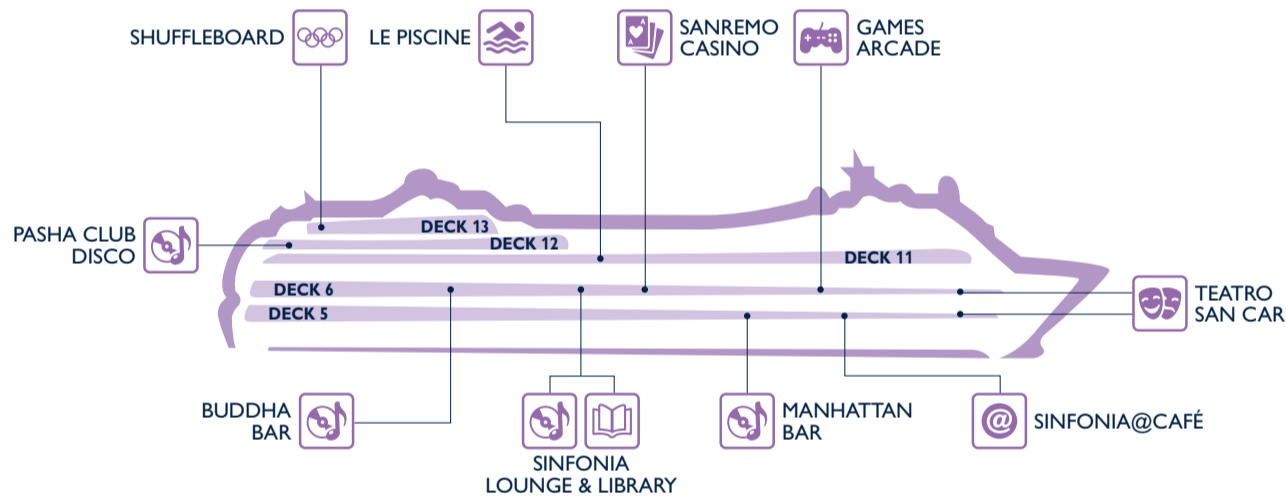 SHUFFLEBOARD
LE PISCINE
SANREMO
CASINO
GAMES
ARCADE
PASHA CLUB
DISCO
DECK 13
DECK 12
DECK 11
DECK 6
DECK 5
TEATRO
SAN CAR
BUDDHA
BAR
SINFONIA
LOUNGE & LIBRARY
MANHATTAN
BAR
@
SINFONIA@CAFÉ
A
A